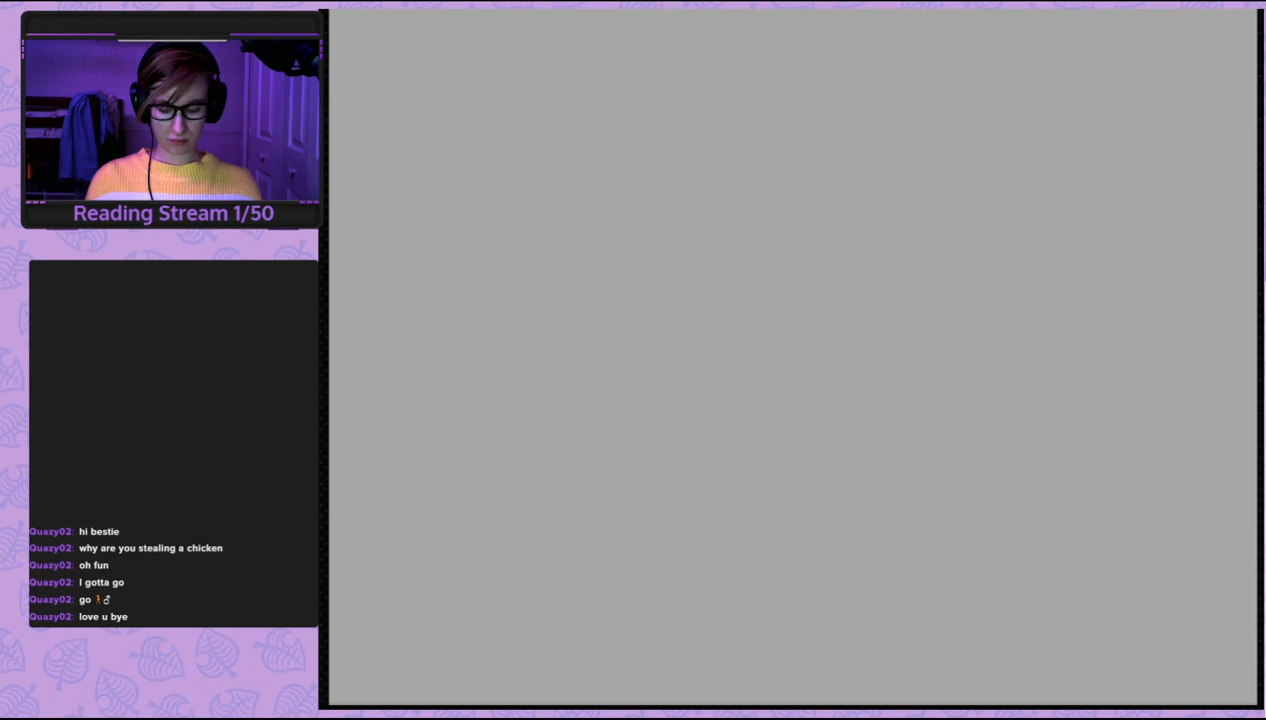 Reading Stream 1/50
Quazy02: hi bestie
Quazy02: why are you stealing a chicken
Quazy02: oh fun
Quazy02: I gotta go
Quazy02: go 🚶♂
Quazy02: love u bye